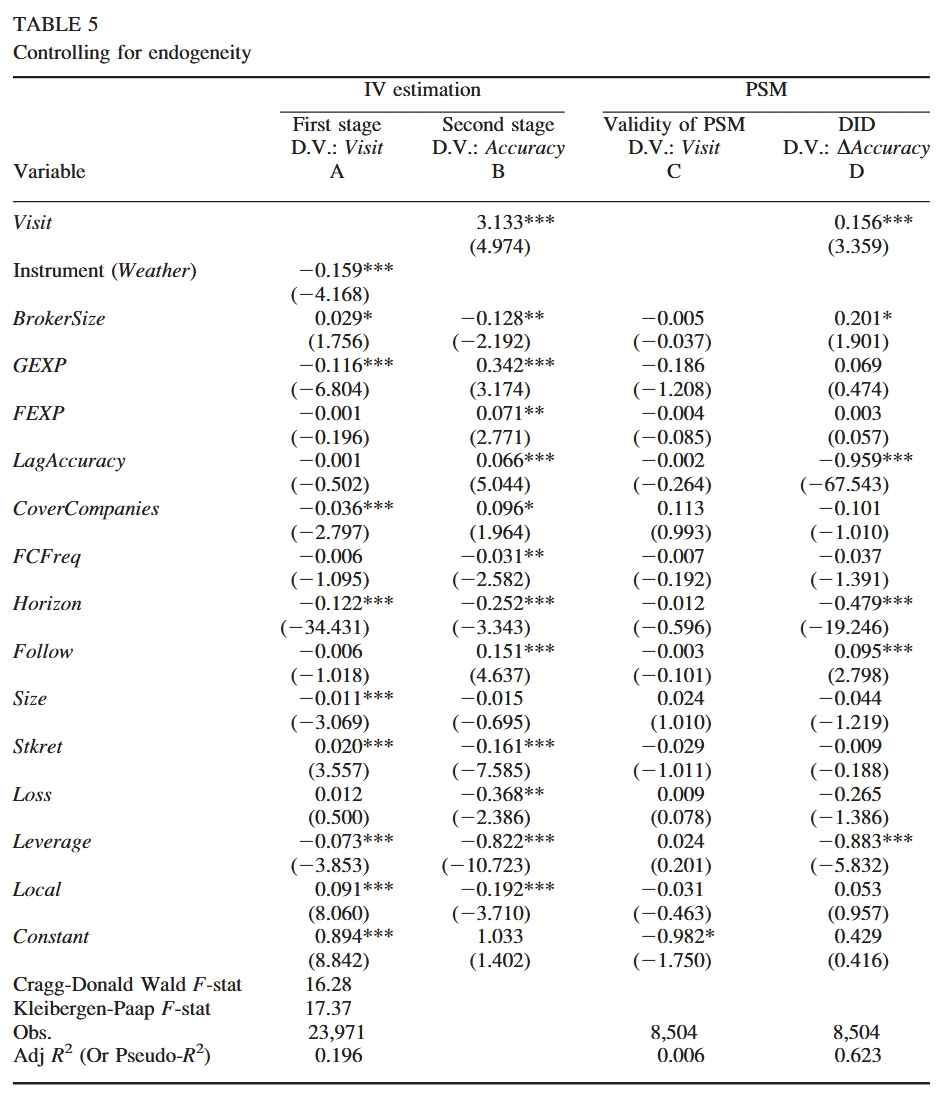 TABLE 5
Controlling for endogeneity
IV estimation PSM
First stage Second stage Validity of PSM DID
D.V.: Visit D.V.: Accuracy D.V.: Visit D.V.: ΔAccuracy
Variable A B C D
Visit 3.133*** 0.156***
(4.974) (3.359)
Instrument (Weather) −0.159***
(−4.168)
BrokerSize 0.029* −0.128** −0.005 0.201*
(1.756) (−2.192) (−0.037) (1.901)
GEXP −0.116*** 0.342*** −0.186 0.069
(−6.804) (3.174) (−1.208) (0.474)
FEXP −0.001 0.071** −0.004 0.003
(−0.196) (2.771) (−0.085) (0.057)
LagAccuracy −0.001 0.066*** −0.002 −0.959***
(−0.502) (5.044) (−0.264) (−67.543)
CoverCompanies −0.036*** 0.096* 0.113 −0.101
(−2.797) (1.964) (0.993) (−1.010)
FCFreq −0.006 −0.031** −0.007 −0.037
(−1.095) (−2.582) (−0.192) (−1.391)
Horizon −0.122*** −0.252*** −0.012 −0.479***
(−34.431) (−3.343) (−0.596) (−19.246)
Follow −0.006 0.151*** −0.003 0.095***
(−1.018) (4.637) (−0.101) (2.798)
Size −0.011*** −0.015 0.024 −0.044
(−3.069) (−0.695) (1.010) (−1.219)
Stkret 0.020*** −0.161*** −0.029 −0.009
(3.557) (−7.585) (−1.011) (−0.188)
Loss 0.012 −0.368** 0.009 −0.265
(0.500) (−2.386) (0.078) (−1.386)
Leverage −0.073*** −0.822*** 0.024 −0.883***
(−3.853) (−10.723) (0.201) (−5.832)
Local 0.091*** −0.192*** −0.031 0.053
(8.060) (−3.710) (−0.463) (0.957)
Constant 0.894*** 1.033 −0.982* 0.429
(8.842) (1.402) (−1.750) (0.416)
Cragg-Donald Wald F-stat 16.28
Kleibergen-Paap F-stat 17.37
Obs. 23,971 8,504 8,504
Adj R² (Or Pseudo-R²) 0.196 0.006 0.623